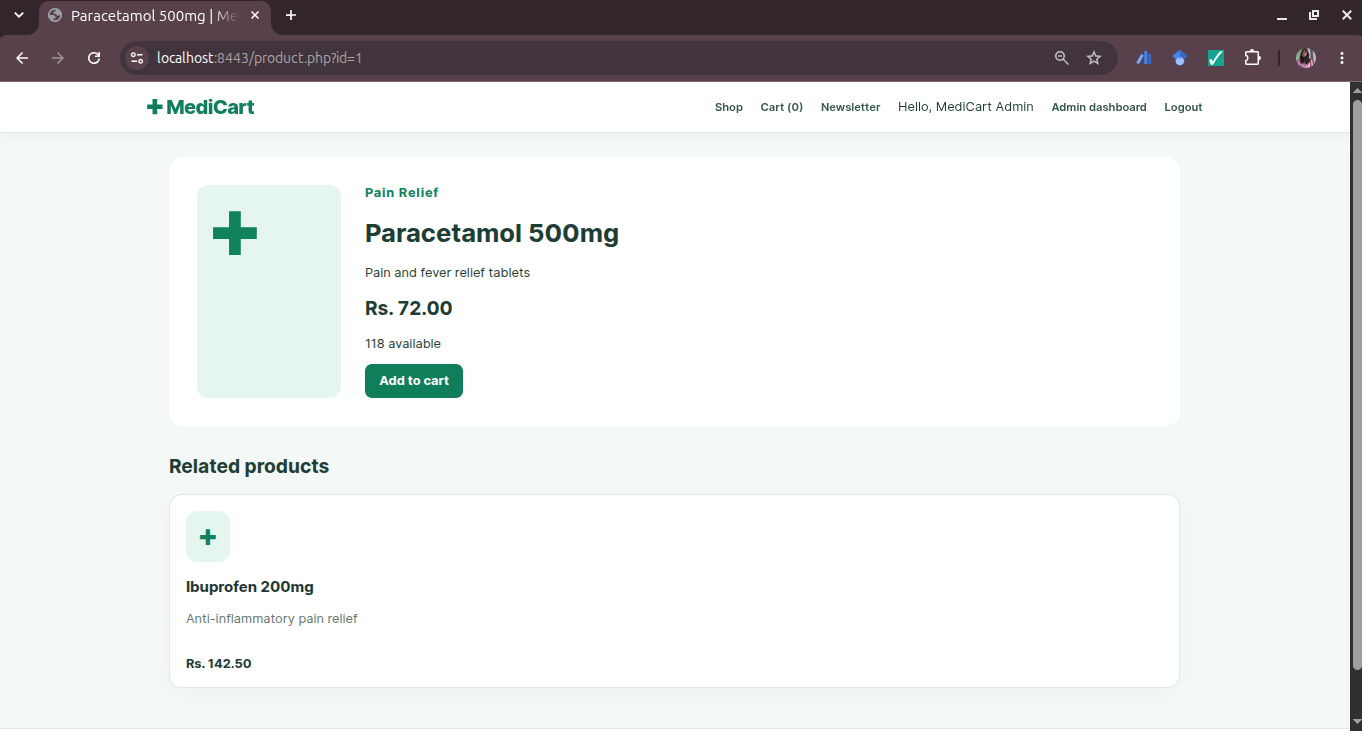 Paracetamol 500mg | Me
localhost:8443/product.php?id=1
MediCart
Shop Cart (0) Newsletter Hello, MediCart Admin Admin dashboard Logout
Pain Relief
Paracetamol 500mg
Pain and fever relief tablets
Rs. 72.00
118 available
Add to cart
Related products
Ibuprofen 200mg
Anti-inflammatory pain relief
Rs. 142.50